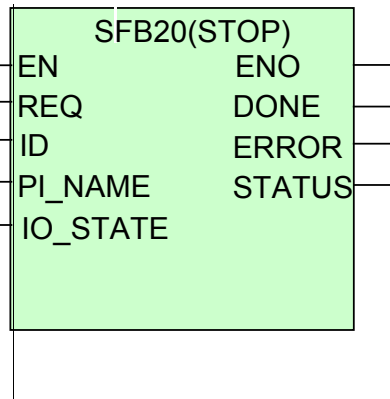 SFB20(STOP)
EN ENO
REQ DONE
ID ERROR
PI_NAME STATUS
IO_STATE